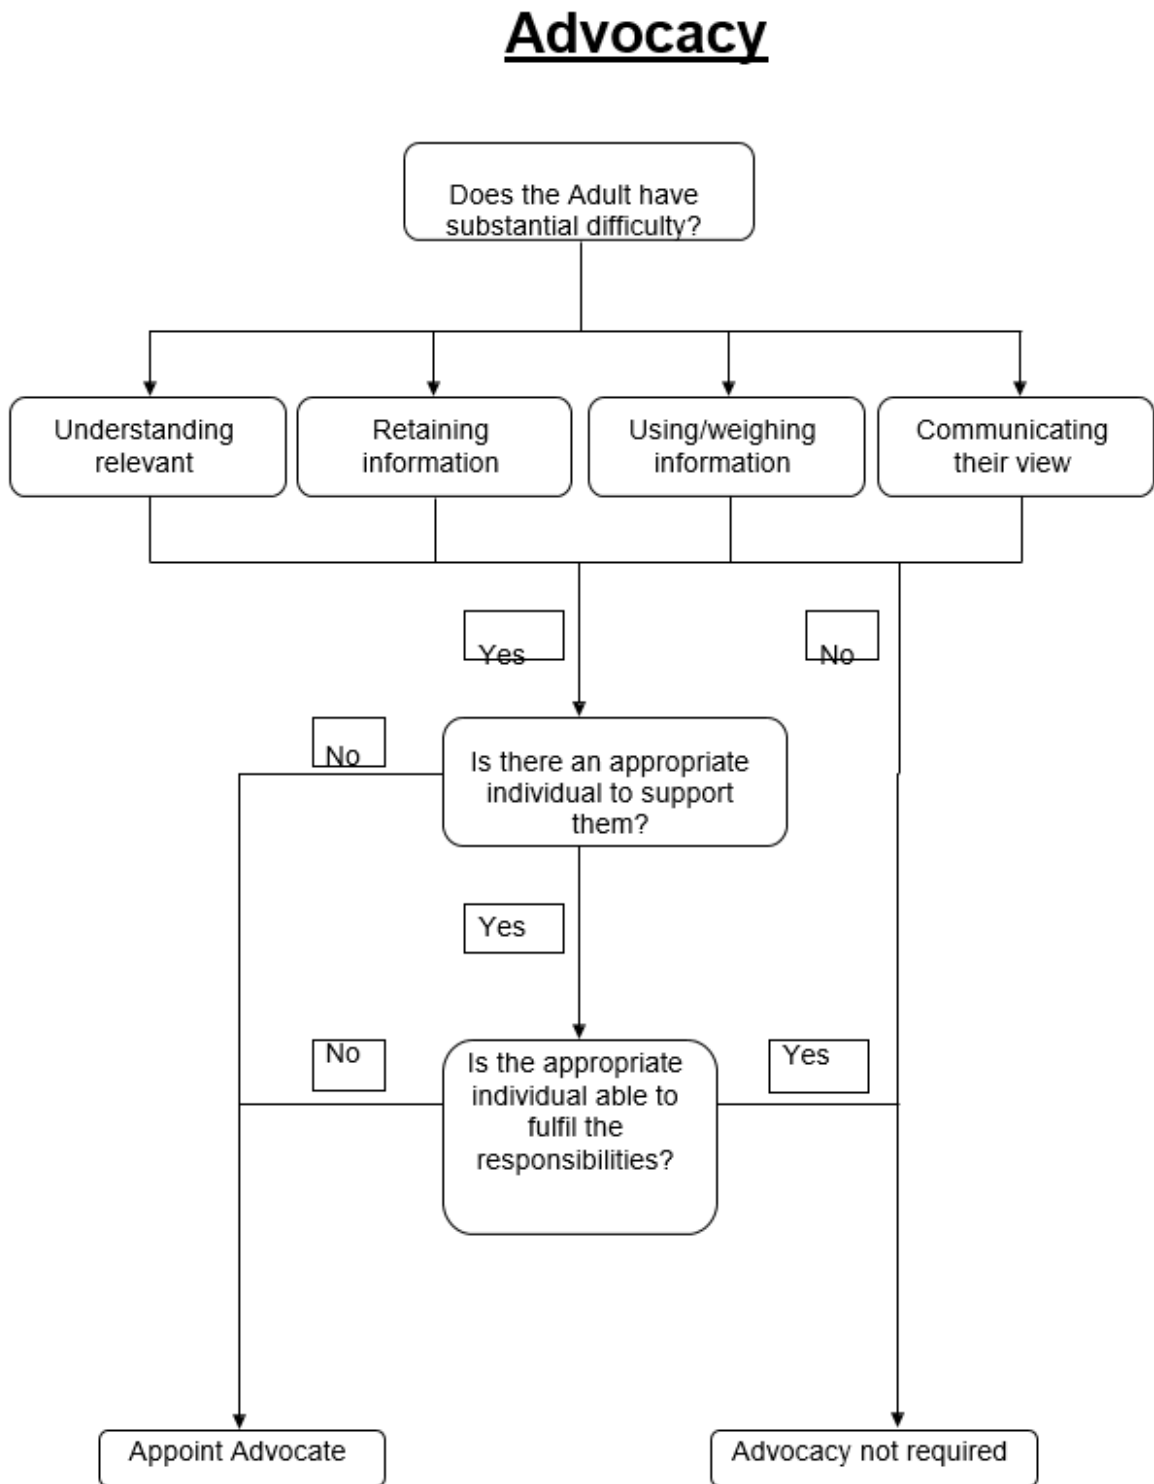 Advocacy
Does the Adult have
substantial difficulty?
Understanding
relevant
Retaining
information
Using/weighing
information
Communicating
their view
Yes
No
No
Is there an appropriate
individual to support
them?
Yes
No
Is the appropriate
individual able to
fulfil the
responsibilities?
Yes
Appoint Advocate
Advocacy not required